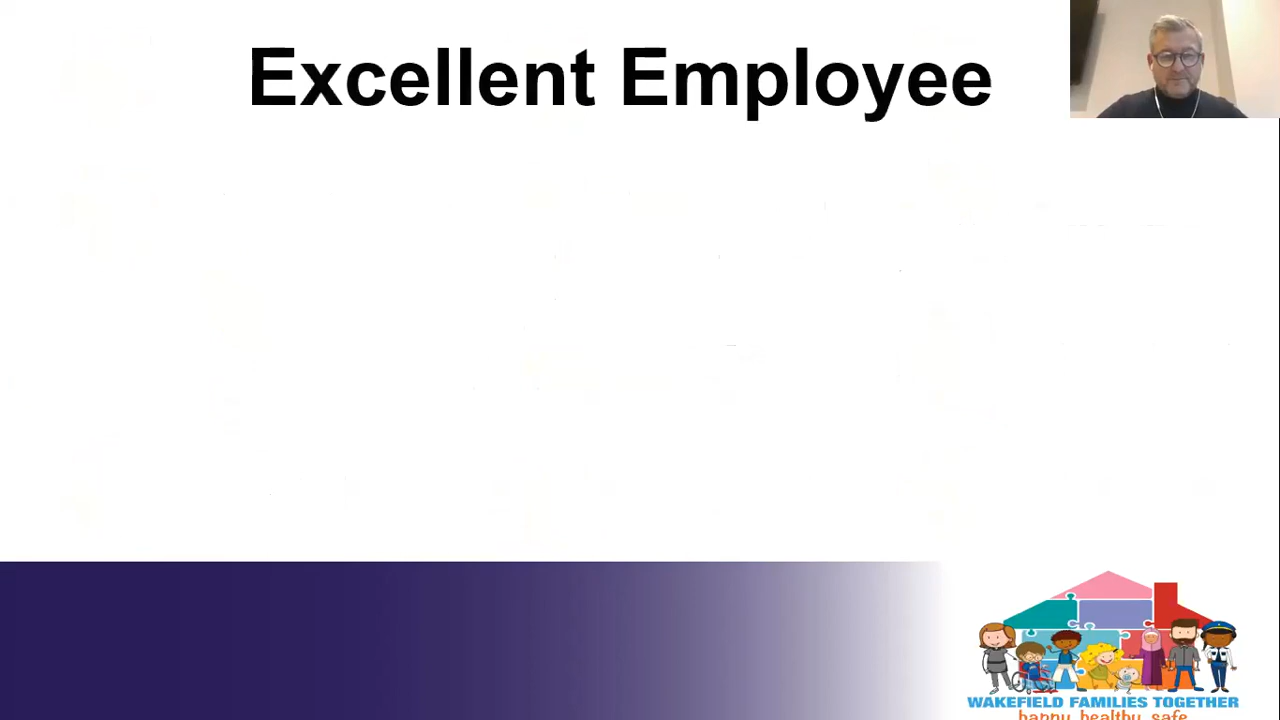 Excellent Employee
WAKEFIELD FAMILIES TOGETHER
happy, healthy, safe